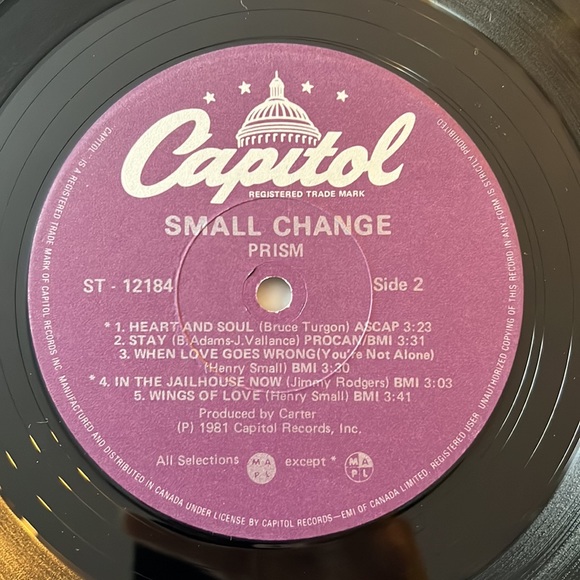 Capitol
REGISTERED TRADE MARK
SMALL CHANGE
PRISM
ST - 12184
Side 2
* 1. HEART AND SOUL (Bruce Turgon) ASCAP 3:23
2. STAY (B. Adams-J. Vallance) PROCAN/BMI 3:31
3. WHEN LOVE GOES WRONG (You're Not Alone)
(Henry Small) BMI 3:30
* 4. IN THE JAILHOUSE NOW (Jimmy Rodgers) BMI 3:03
5. WINGS OF LOVE (Henry Small) BMI 3:41
Produced by Carter
(P) 1981 Capitol Records, Inc.
All Selections MAPL except * MAPL
CAPITOL - IS A REGISTERED TRADE MARK OF CAPITOL RECORDS INC. MANUFACTURED AND DISTRIBUTED IN CANADA UNDER LICENSE BY CAPITOL RECORDS—EMI OF CANADA LIMITED, REGISTERED USER UNAUTHORIZED COPYING OF THIS RECORD IN ANY FORM IS STRICTLY PROHIBITED